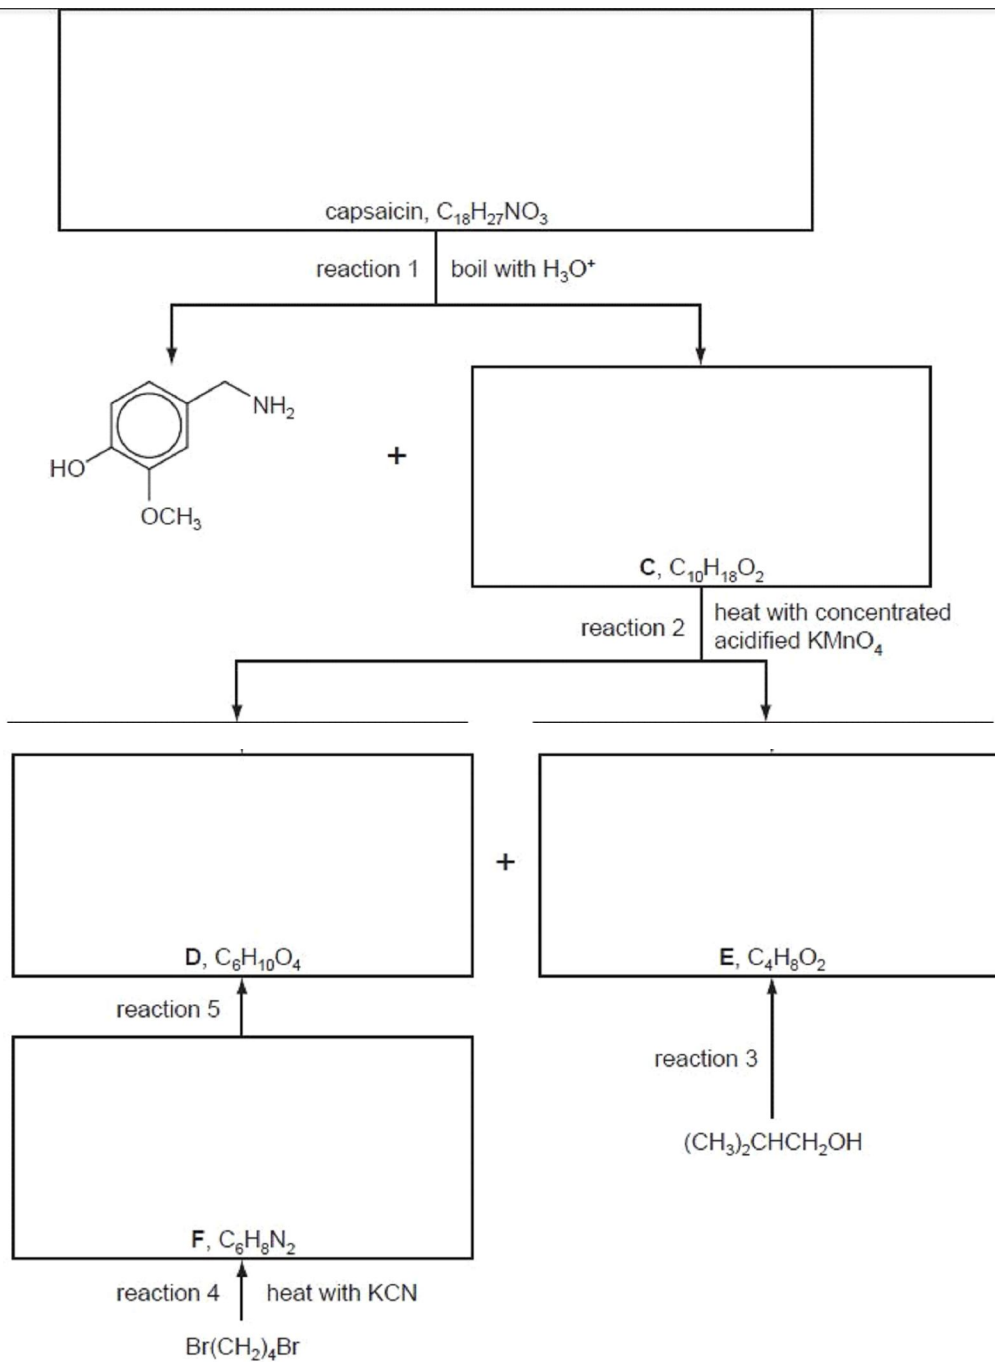 capsaicin, C₁₈H₂₇NO₃
reaction 1 boil with H₃O⁺
NH₂
HO
OCH₃
+
C, C₁₀H₁₈O₂
reaction 2 heat with concentrated
acidified KMnO₄
+
D, C₆H₁₀O₄
E, C₄H₈O₂
reaction 5
reaction 3
(CH₃)₂CHCH₂OH
F, C₆H₈N₂
reaction 4 heat with KCN
Br(CH₂)₄Br